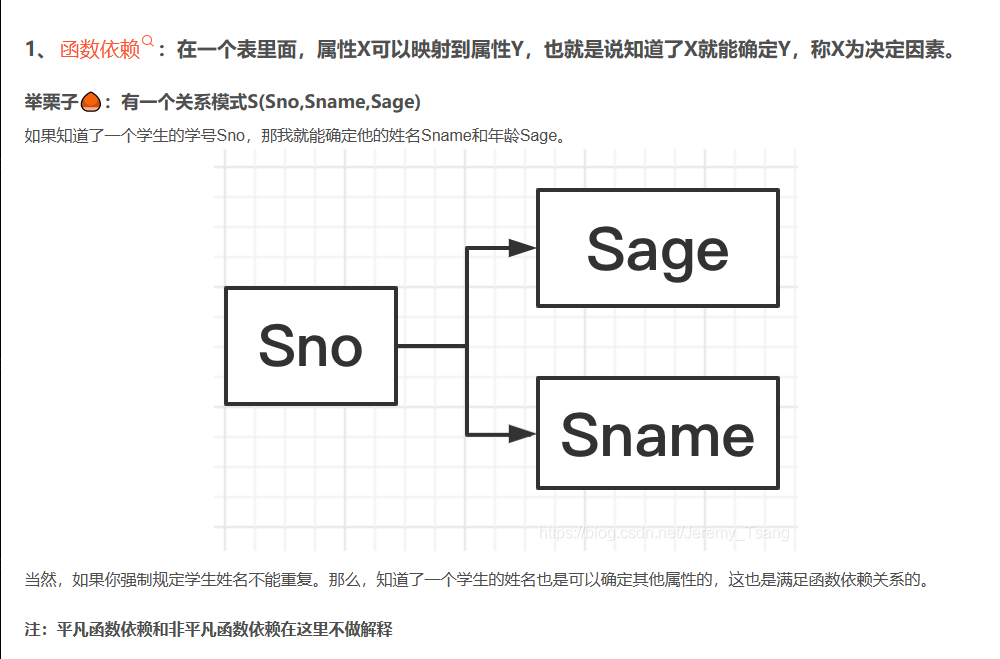 1、函数依赖：在一个表里面，属性X可以映射到属性Y，也就是说知道了X就能确定Y，称X为决定因素。
举栗子🌰：有一个关系模式S(Sno,Sname,Sage)
如果知道了一个学生的学号Sno，那我就能确定他的姓名Sname和年龄Sage。
Sage
Sno
Sname
https://blog.csdn.net/Jeremy_Tsang
当然，如果你强制规定学生姓名不能重复。那么，知道了一个学生的姓名也是可以确定其他属性的，这也是满足函数依赖关系的。
注：平凡函数依赖和非平凡函数依赖在这里不做解释